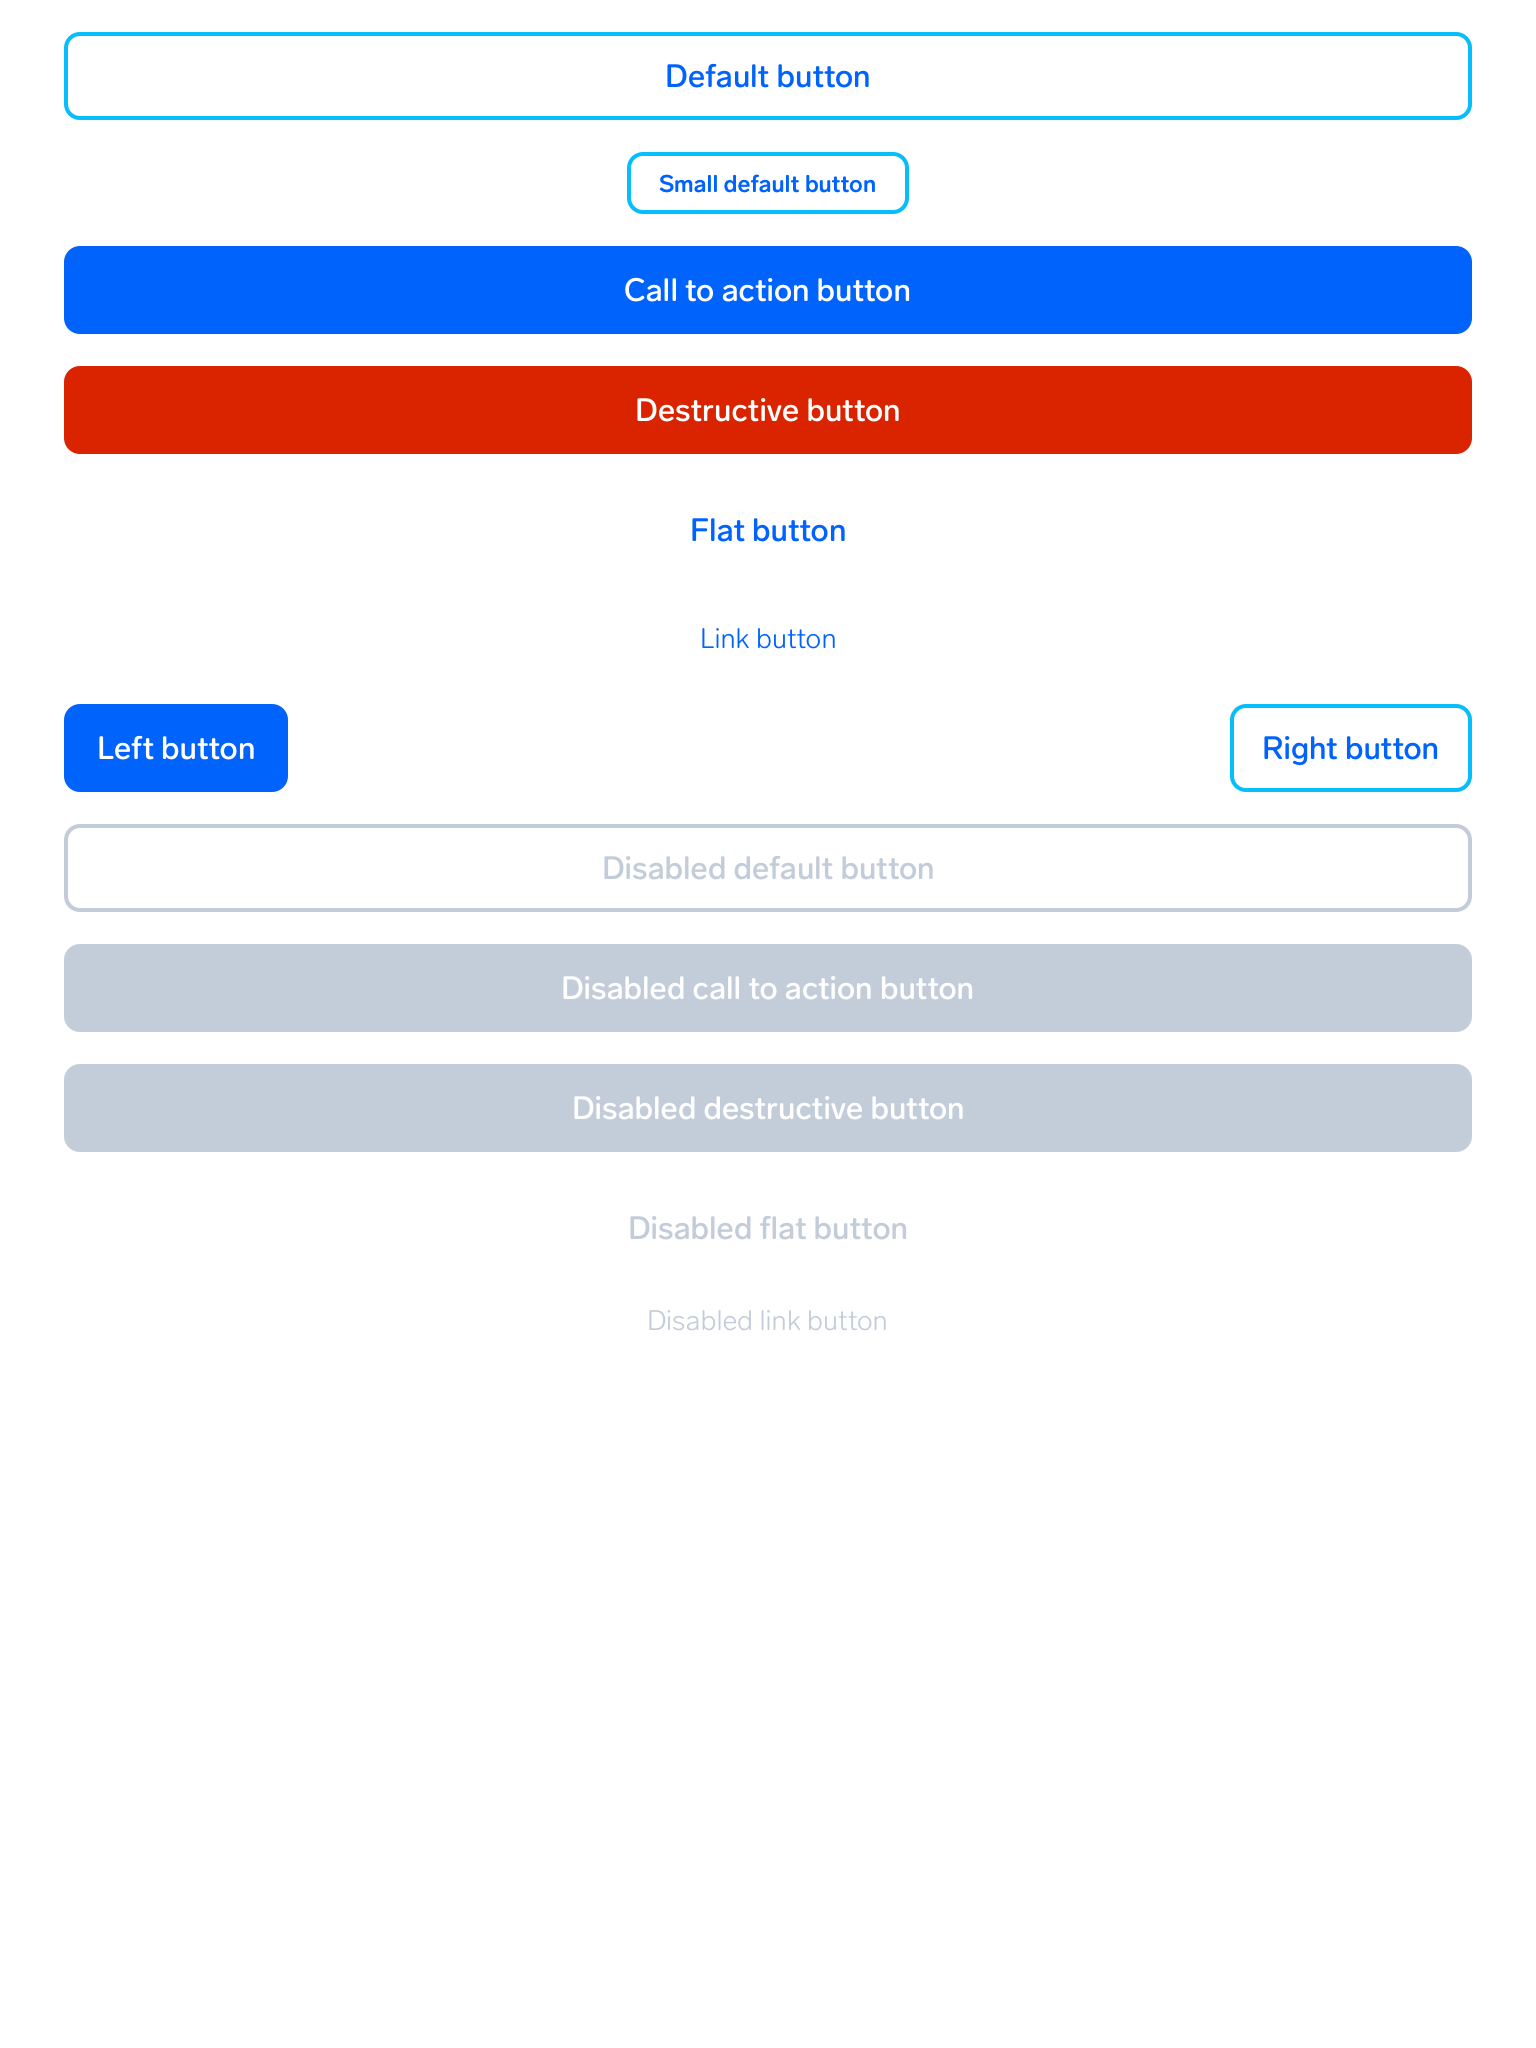 Default button
Small default button
Call to action button
Destructive button
Flat button
Link button
Left button
Right button
Disabled default button
Disabled call to action button
Disabled destructive button
Disabled flat button
Disabled link button